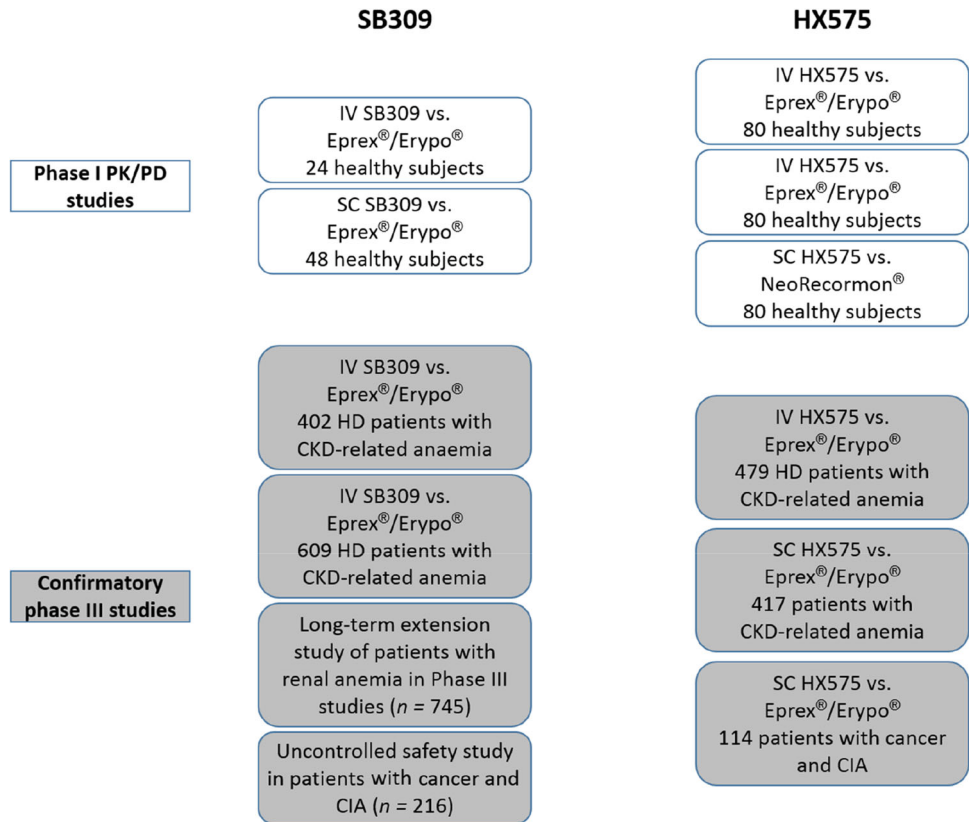 SB309
HX575
Phase I PK/PD
studies
IV SB309 vs.
Eprex®/Erypo®
24 healthy subjects
SC SB309 vs.
Eprex®/Erypo®
48 healthy subjects
IV HX575 vs.
Eprex®/Erypo®
80 healthy subjects
IV HX575 vs.
Eprex®/Erypo®
80 healthy subjects
SC HX575 vs.
NeoRecormon®
80 healthy subjects
Confirmatory
phase III studies
IV SB309 vs.
Eprex®/Erypo®
402 HD patients with
CKD-related anaemia
IV SB309 vs.
Eprex®/Erypo®
609 HD patients with
CKD-related anemia
Long-term extension
study of patients with
renal anemia in Phase III
studies (n = 745)
Uncontrolled safety study
in patients with cancer and
CIA (n = 216)
IV HX575 vs.
Eprex®/Erypo®
479 HD patients with
CKD-related anemia
SC HX575 vs.
Eprex®/Erypo®
417 patients with
CKD-related anemia
SC HX575 vs.
Eprex®/Erypo®
114 patients with cancer
and CIA